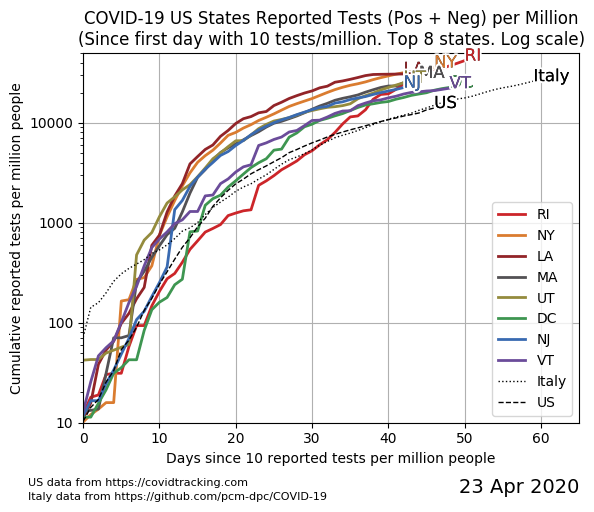 COVID-19 US States Reported Tests (Pos + Neg) per Million
(Since first day with 10 tests/million. Top 8 states. Log scale)
Cumulative reported tests per million people
10000
1000
100
10
0
10
20
30
40
50
60
Days since 10 reported tests per million people
RI
NY
LA
MA
NJ
VT
US
Italy
RI
NY
LA
MA
UT
DC
NJ
VT
Italy
US
US data from https://covidtracking.com
Italy data from https://github.com/pcm-dpc/COVID-19
23 Apr 2020